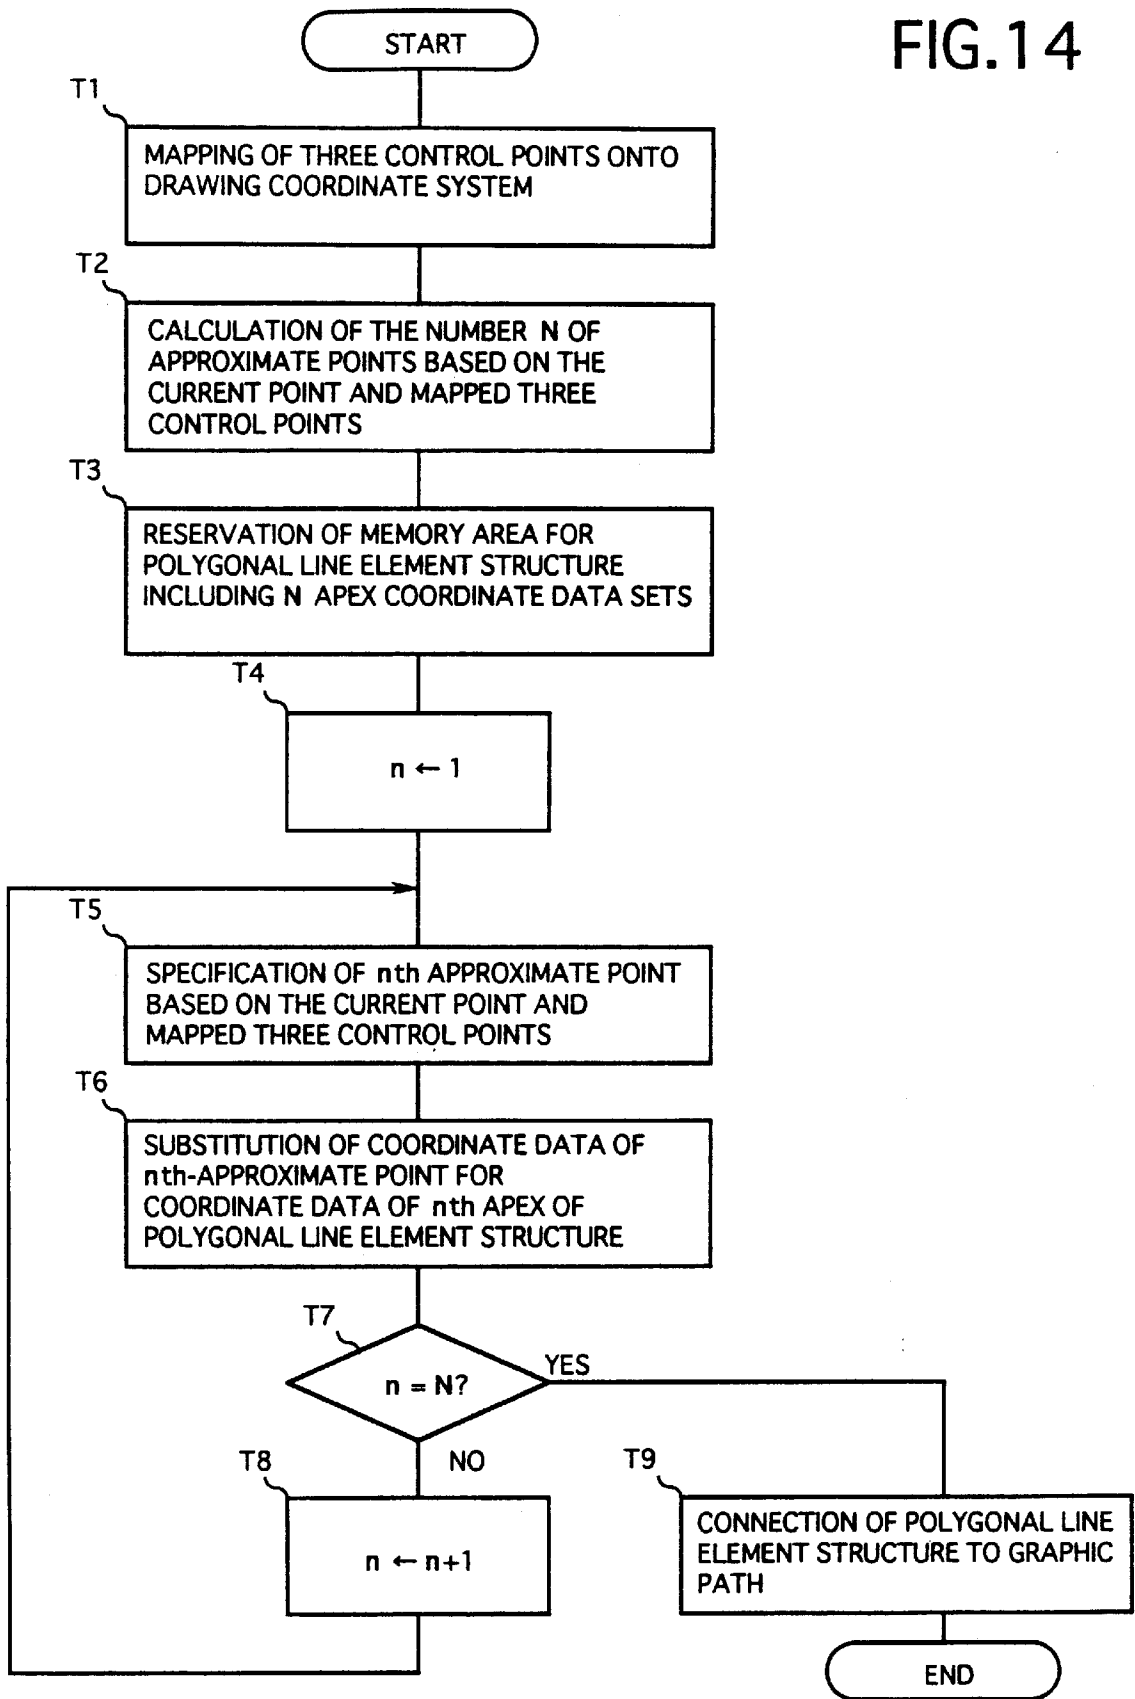 FIG.14
START
T1
MAPPING OF THREE CONTROL POINTS ONTO
DRAWING COORDINATE SYSTEM
T2
CALCULATION OF THE NUMBER N OF
APPROXIMATE POINTS BASED ON THE
CURRENT POINT AND MAPPED THREE
CONTROL POINTS
T3
RESERVATION OF MEMORY AREA FOR
POLYGONAL LINE ELEMENT STRUCTURE
INCLUDING N APEX COORDINATE DATA SETS
T4
n ← 1
T5
SPECIFICATION OF nth APPROXIMATE POINT
BASED ON THE CURRENT POINT AND
MAPPED THREE CONTROL POINTS
T6
SUBSTITUTION OF COORDINATE DATA OF
nth-APPROXIMATE POINT FOR
COORDINATE DATA OF nth APEX OF
POLYGONAL LINE ELEMENT STRUCTURE
T7
n = N?
YES
NO
T8
n ← n+1
T9
CONNECTION OF POLYGONAL LINE
ELEMENT STRUCTURE TO GRAPHIC
PATH
END